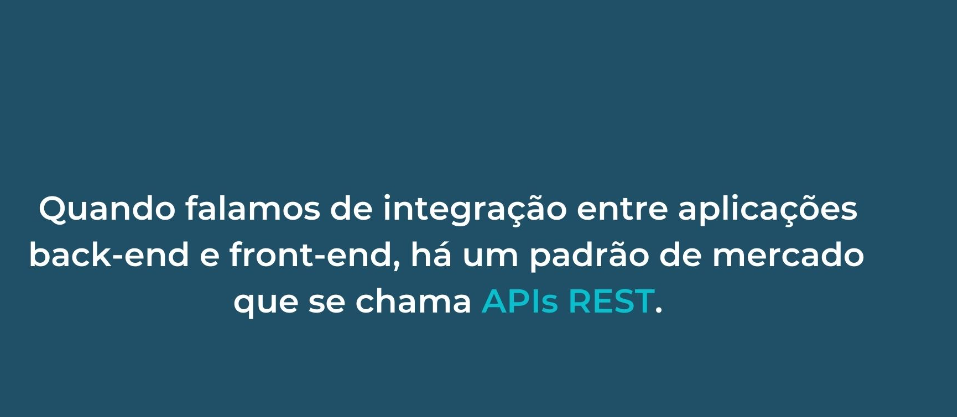 Quando falamos de integração entre aplicações
back-end e front-end, há um padrão de mercado
que se chama APIs REST.